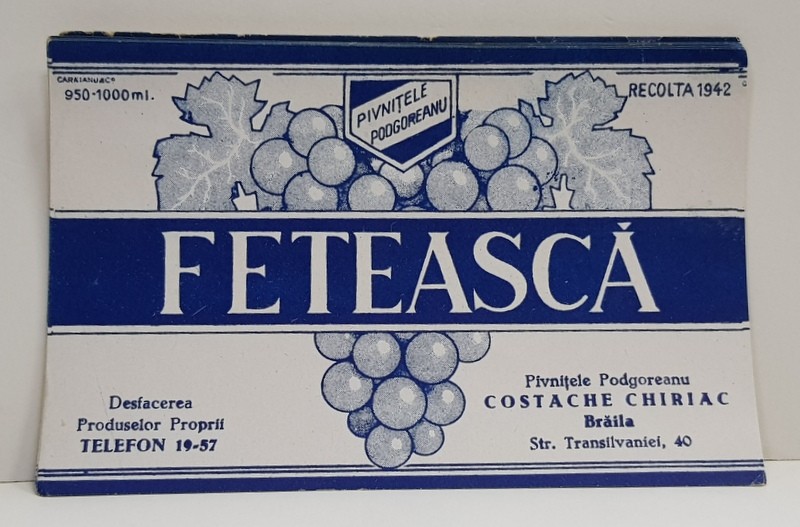 950-1000 ml.
RECOLTA 1942
PIVNIȚELE
PODGOREANU
FETEASCĂ
Desfacerea
Produselor Proprii
TELEFON 19-57
Pivnițele Podgoreanu
COSTACHE CHIRIAC
Brăila
Str. Transilvaniei, 40